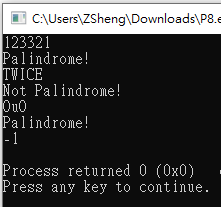 C:\Users\ZSheng\Downloads\P8.e
123321
Palindrome!
TWICE
Not Palindrome!
OuO
Palindrome!
-1
Process returned 0 (0x0)
Press any key to continue.